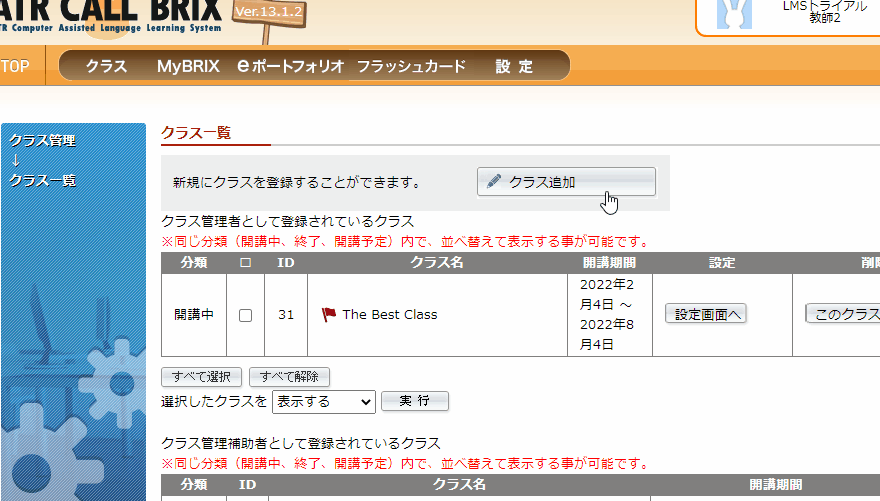 ATR CALL BRIX
Ver.13.1.2
TR Computer Assisted Language Learning System
LMSトライアル
教師2
TOP
クラス
MyBRIX
eポートフォリオ
フラッシュカード
設 定
クラス管理
↓
クラス一覧
クラス一覧
新規にクラスを登録することができます。
クラス追加
クラス管理者として登録されているクラス
※同じ分類(開講中、終了、開講予定)内で、並べ替えて表示する事が可能です。
分類 □ ID クラス名 開講期間 設定 削除
開講中 31 The Best Class 2022年2
月4日 ～
2022年8
月4日
設定画面へ
このクラス
すべて選択 すべて解除
選択したクラスを 表示する 実 行
クラス管理補助者として登録されているクラス
※同じ分類(開講中、終了、開講予定)内で、並べ替えて表示する事が可能です。
分類 ID クラス名 開講期間